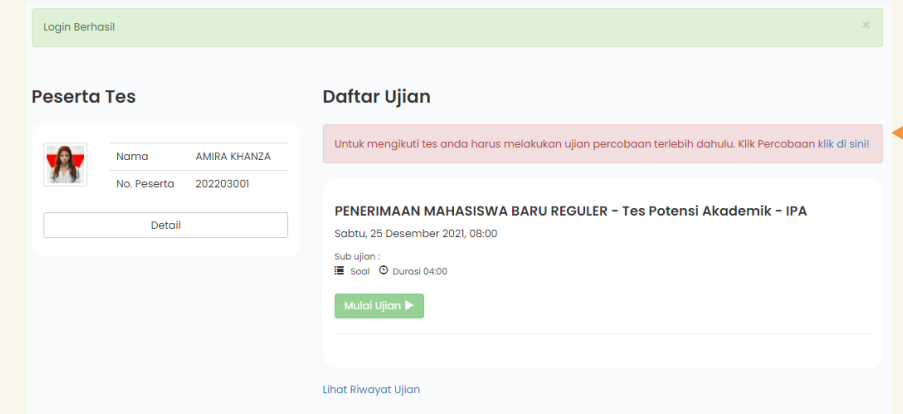 Login Berhasil ×
Peserta Tes
Nama AMIRA KHANZA
No. Peserta 202203001
Detail
Daftar Ujian
Untuk mengikuti tes anda harus melakukan ujian percobaan terlebih dahulu. Klik Percobaan klik di sini!
PENERIMAAN MAHASISWA BARU REGULER - Tes Potensi Akademik - IPA
Sabtu, 25 Desember 2021, 08:00
Sub ujian :
Soal Durasi 04:00
Mulai Ujian
Lihat Riwayat Ujian